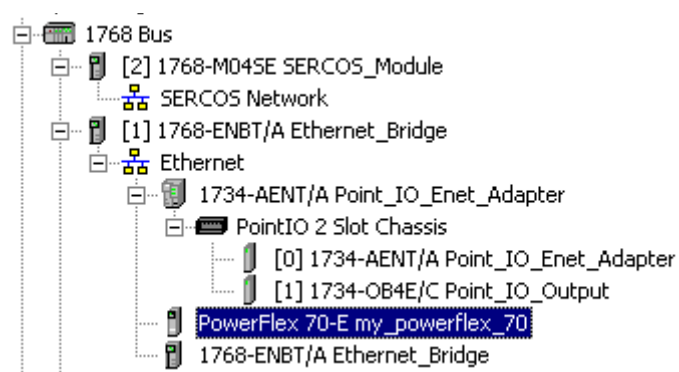 1768 Bus
[2] 1768-M04SE SERCOS_Module
SERCOS Network
[1] 1768-ENBT/A Ethernet_Bridge
Ethernet
1734-AENT/A Point_IO_Enet_Adapter
PointIO 2 Slot Chassis
[0] 1734-AENT/A Point_IO_Enet_Adapter
[1] 1734-OB4E/C Point_IO_Output
PowerFlex 70-E my_powerflex_70
1768-ENBT/A Ethernet_Bridge